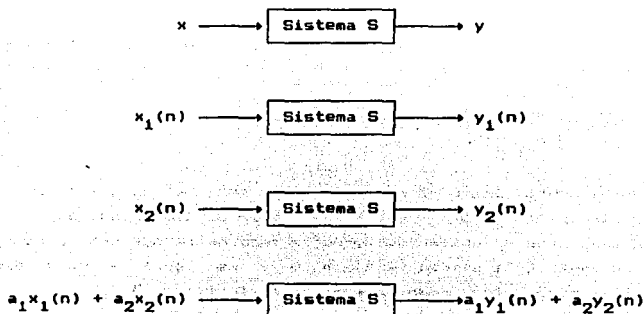 x Sistema S y
x₁(n) Sistema S y₁(n)
x₂(n) Sistema S y₂(n)
a₁x₁(n) + a₂x₂(n) Sistema S a₁y₁(n) + a₂y₂(n)